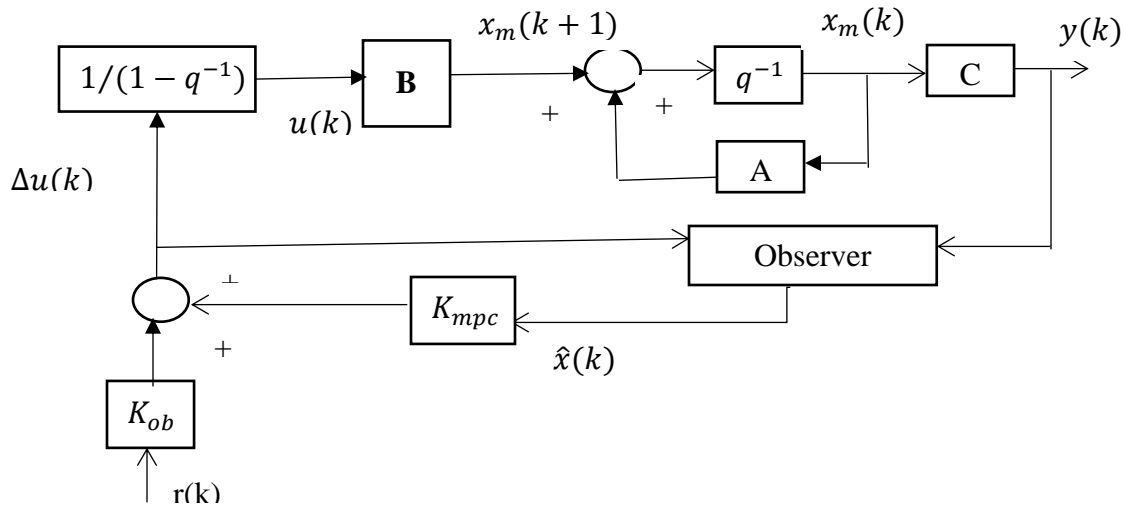 x_m(k + 1)
x_m(k)
y(k)
1/(1 − q⁻¹)
B
q⁻¹
C
u(k)
+
+
A
Δu(k)
Observer
±
K_mpc
+
x̂(k)
K_ob
r(k)